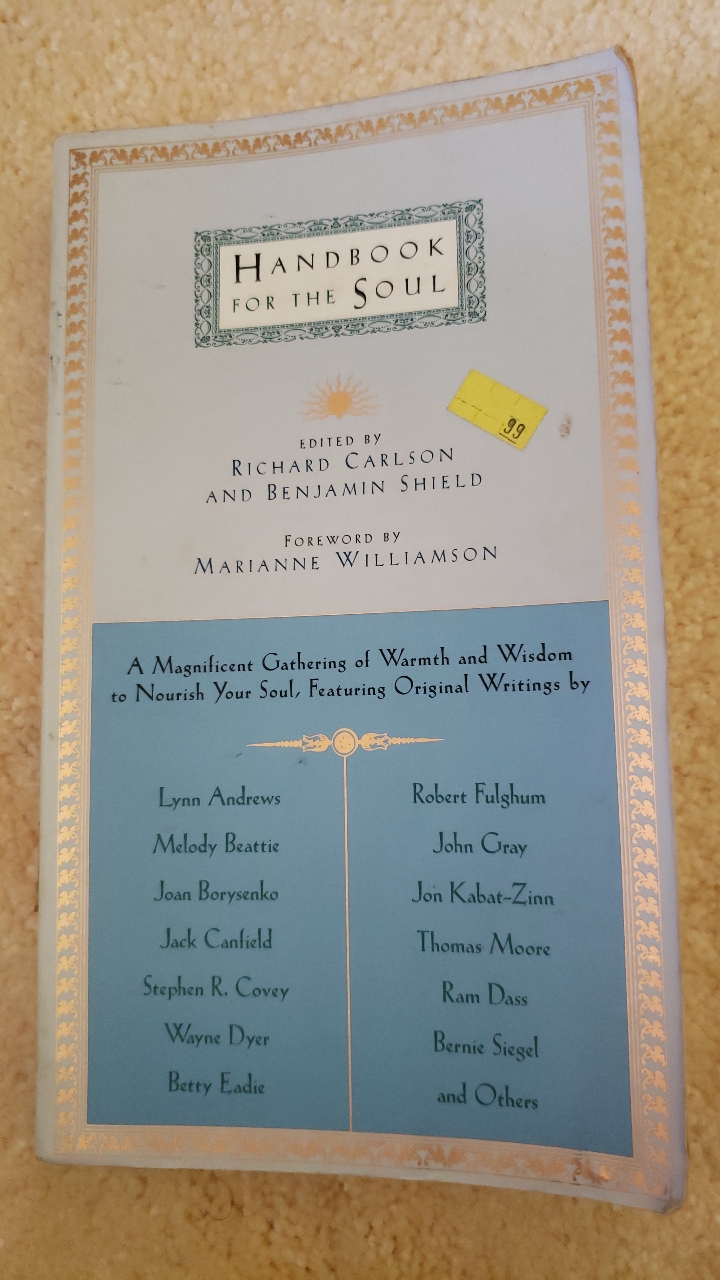 HANDBOOK
FOR THE SOUL
99
EDITED BY
RICHARD CARLSON
AND BENJAMIN SHIELD
FOREWORD BY
MARIANNE WILLIAMSON
A Magnificent Gathering of Warmth and Wisdom
to Nourish Your Soul, Featuring Original Writings by
Lynn Andrews
Melody Beattie
Joan Borysenko
Jack Canfield
Stephen R. Covey
Wayne Dyer
Betty Eadie
Robert Fulghum
John Gray
Jon Kabat-Zinn
Thomas Moore
Ram Dass
Bernie Siegel
and Others